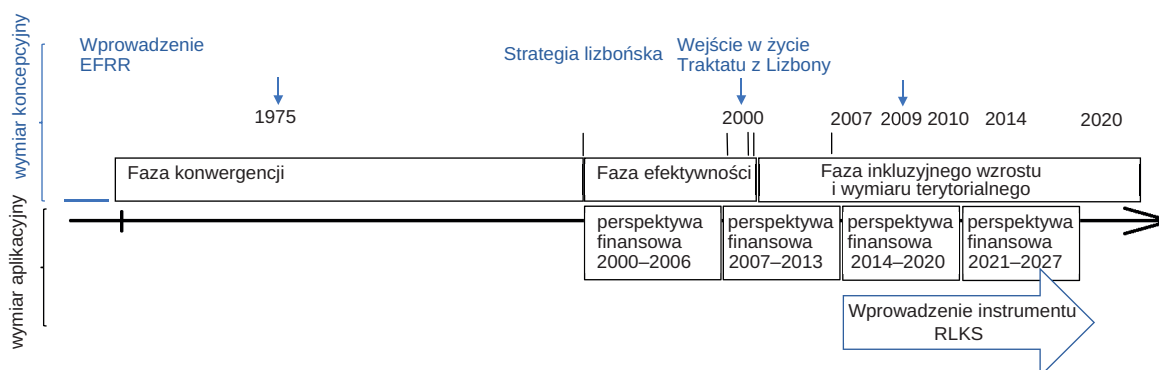 wymiar koncepcyjny
Wprowadzenie
EFRR
Strategia lizbońska
Wejście w życie
Traktatu z Lizbony
1975
2000
2007
2009
2010
2014
2020
Faza konwergencji
Faza efektywności
Faza inkluzyjnego wzrostu
i wymiaru terytorialnego
wymiar aplikacyjny
perspektywa
finansowa
2000–2006
perspektywa
finansowa
2007–2013
perspektywa
finansowa
2014–2020
perspektywa
finansowa
2021–2027
Wprowadzenie instrumentu
RLKS